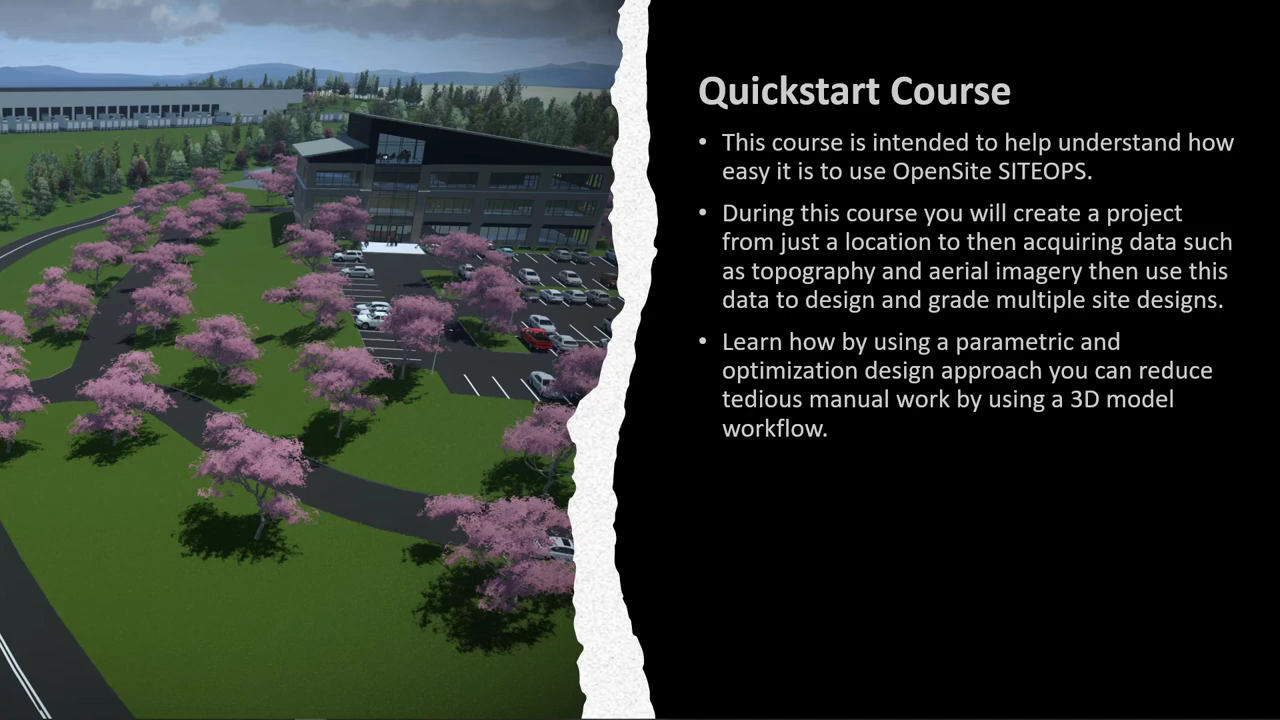 Quickstart Course
• This course is intended to help understand how
easy it is to use OpenSite SITEOPS.
• During this course you will create a project
from just a location to then acquiring data such
as topography and aerial imagery then use this
data to design and grade multiple site designs.
• Learn how by using a parametric and
optimization design approach you can reduce
tedious manual work by using a 3D model
workflow.